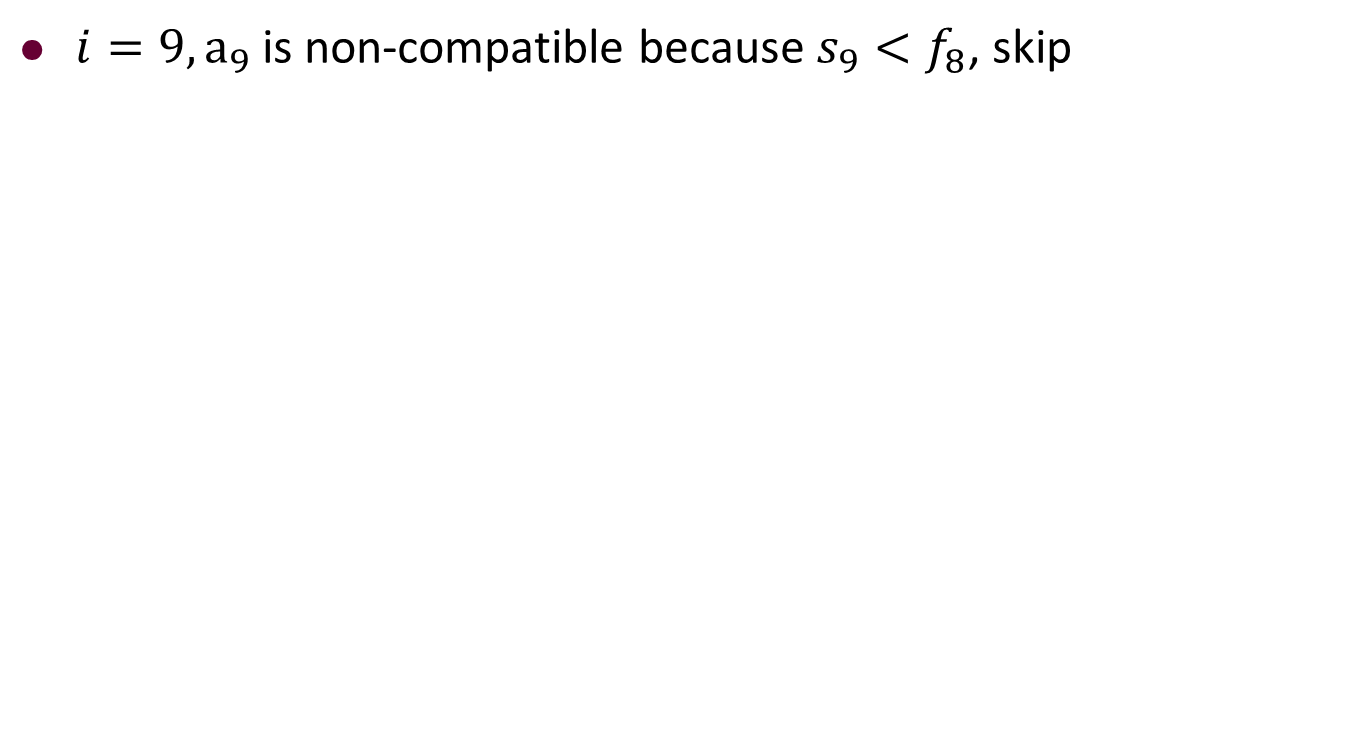 • i = 9, a₉ is non-compatible because s₉ < f₈, skip